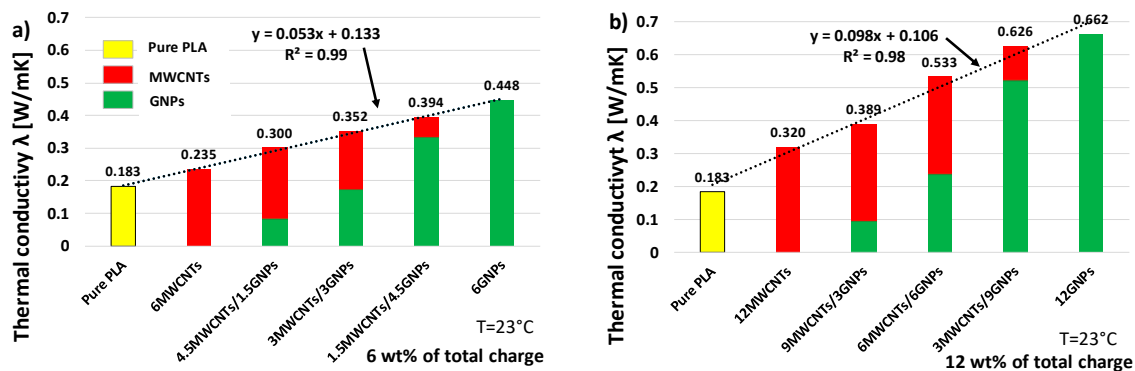 a)
Thermal conductivy λ [W/mK]
0.7
0.6
0.5
0.4
0.3
0.2
0.1
0
Pure PLA
MWCNTs
GNPs
y = 0.053x + 0.133
R² = 0.99
0.183
0.235
0.300
0.352
0.394
0.448
Pure PLA
6MWCNTs
4.5MWCNTs/1.5GNPs
3MWCNTs/3GNPs
1.5MWCNTs/4.5GNPs
6GNPs
T=23°C
6 wt% of total charge
b)
Thermal conductivyt λ [W/mK]
0.7
0.6
0.5
0.4
0.3
0.2
0.1
0
y = 0.098x + 0.106
R² = 0.98
0.183
0.320
0.389
0.533
0.626
0.662
Pure PLA
12MWCNTs
9MWCNTs/3GNPs
6MWCNTs/6GNPs
3MWCNTs/9GNPs
12GNPs
T=23°C
12 wt% of total charge